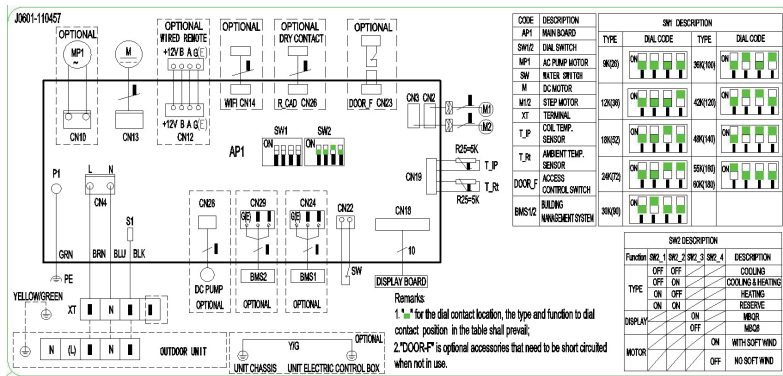 J0601-110457
OPTIONAL
MP1
~
CN10
M
CN13
OPTIONAL
WIRED REMOTE
+12V B A G(E)
+12V B A G(E)
CN12
OPTIONAL
WIFI CN14
OPTIONAL
DRY CONTACT
R_CAD CN26
OPTIONAL
DOOR_F CN23
CN3 CN2
M1
M2
AP1
SW1
ON
SW2
ON
R25=5K
T_IP
CN19
T_Rt
R25=5K
P1
L N
CN4
S1
GRN BRN BLU BLK
PE
CN28
DC PUMP
OPTIONAL
CN29
G(E)
BMS2
OPTIONAL
CN24
G(E)
BMS1
OPTIONAL
CN22
SW
CN18
10
DISPLAY BOARD
YELLOW/GREEN
XT N
N (L) N OUTDOOR UNIT
Y/G
OPTIONAL
UNIT CHASSIS UNIT ELECTRIC CONTROL BOX
Remarks:
1. "■" for the dial contact location, the type and function to dial
contact position in the table shall prevail;
2."DOOR-F" is optional accessories that need to be short circuited
when not in use.
CODE DESCRIPTION
AP1 MAIN BOARD
SW1/2 DIAL SWITCH
MP1 AC PUMP MOTOR
SW WATER SWITCH
M DC MOTOR
M1/2 STEP MOTOR
XT TERMINAL
T_IP COIL TEMP. SENSOR
T_Rt AMBIENT TEMP. SENSOR
DOOR_F ACCESS CONTROL SWITCH
BMS1/2 BUILDING MANAGEMENT SYSTEM
SW1 DESCRIPTION
TYPE DIAL CODE TYPE DIAL CODE
9K(26) ON 36K(100) ON
12K(36) ON 42K(120) ON
18K(52) ON 48K(140) ON
24K(72) ON 55K(160) 60K(180) ON
30K(90) ON
SW2 DESCRIPTION
Function SW2_1 SW2_2 SW2_3 SW2_4 DESCRIPTION
TYPE OFF OFF COOLING
OFF ON COOLING & HEATING
ON OFF HEATING
ON ON RESERVE
DISPLAY ON MBQR
OFF MBQ8
MOTOR ON WITH SOFT WIND
OFF NO SOFT WIND